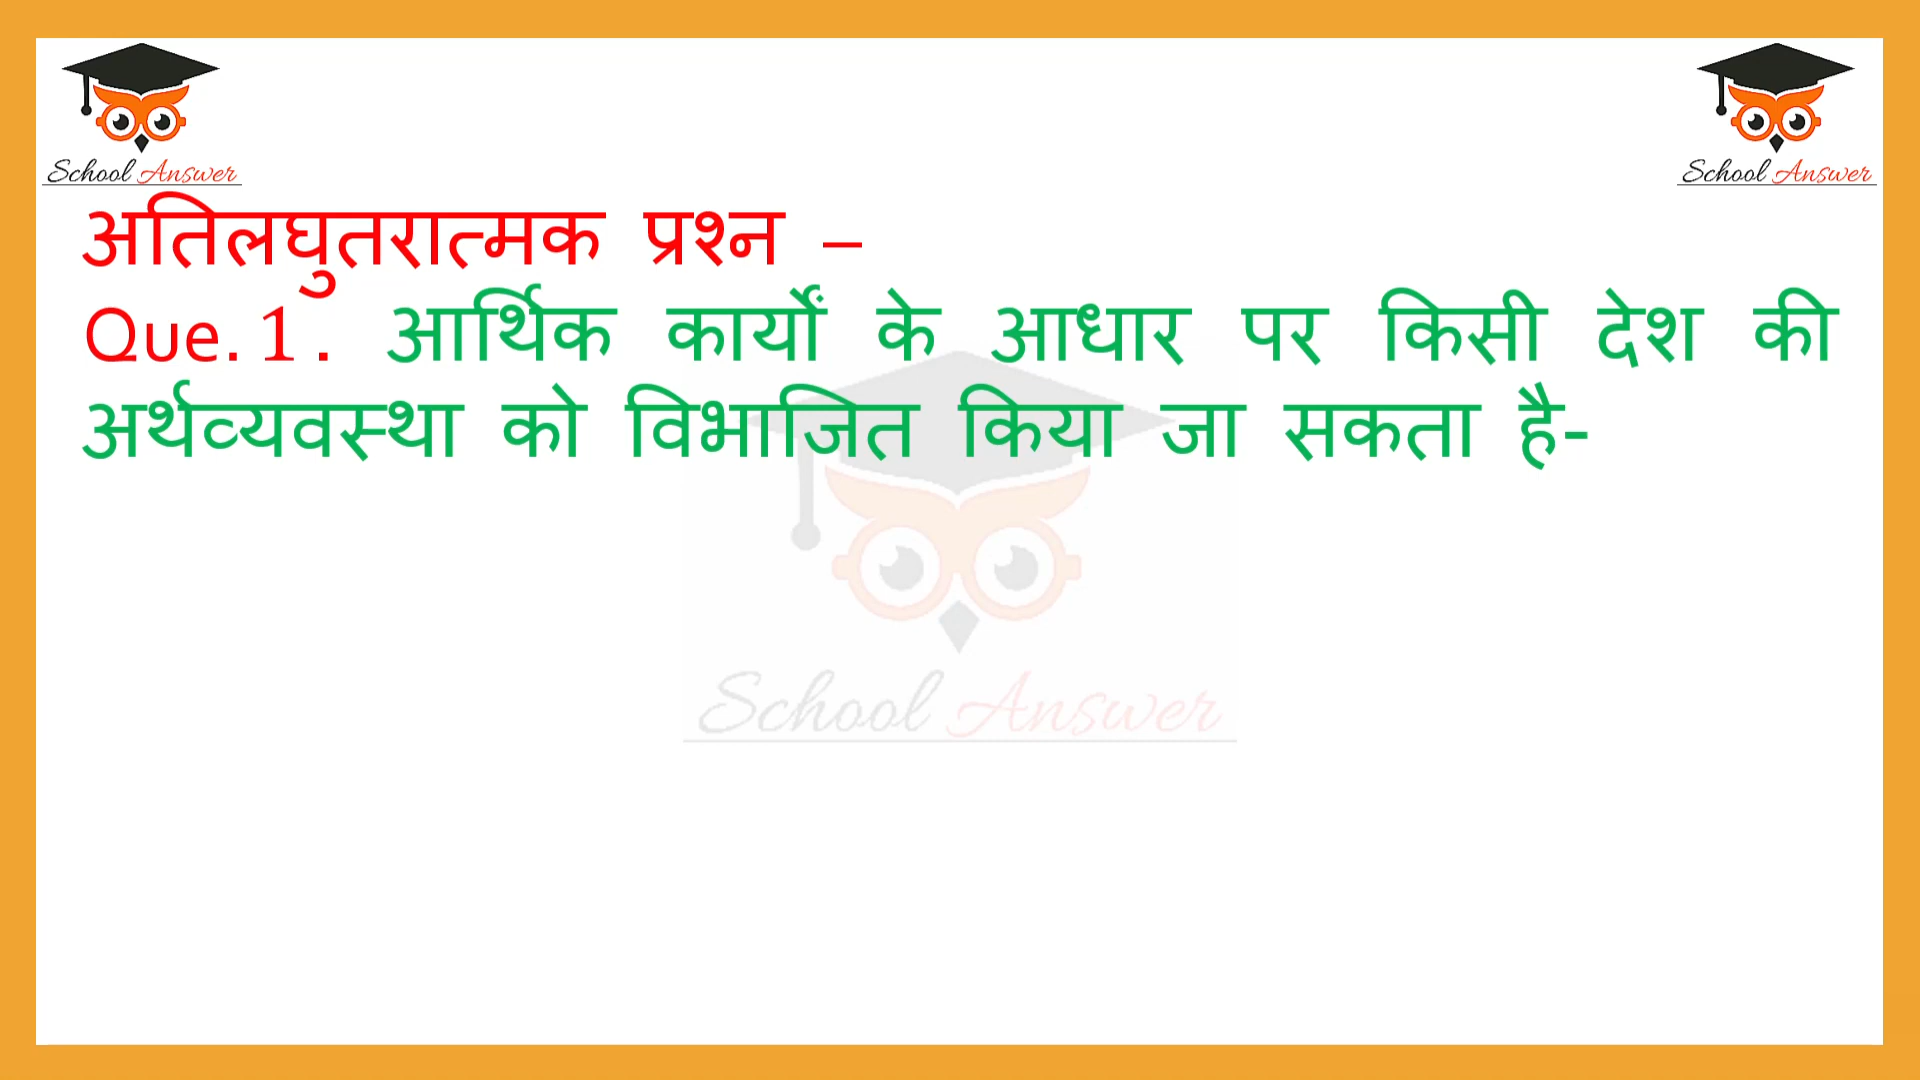 School Answer
School Answer
अतिलघुतरात्मक प्रश्न –
Que.1. आर्थिक कार्यों के आधार पर किसी देश की
अर्थव्यवस्था को विभाजित किया जा सकता है-
School Answer